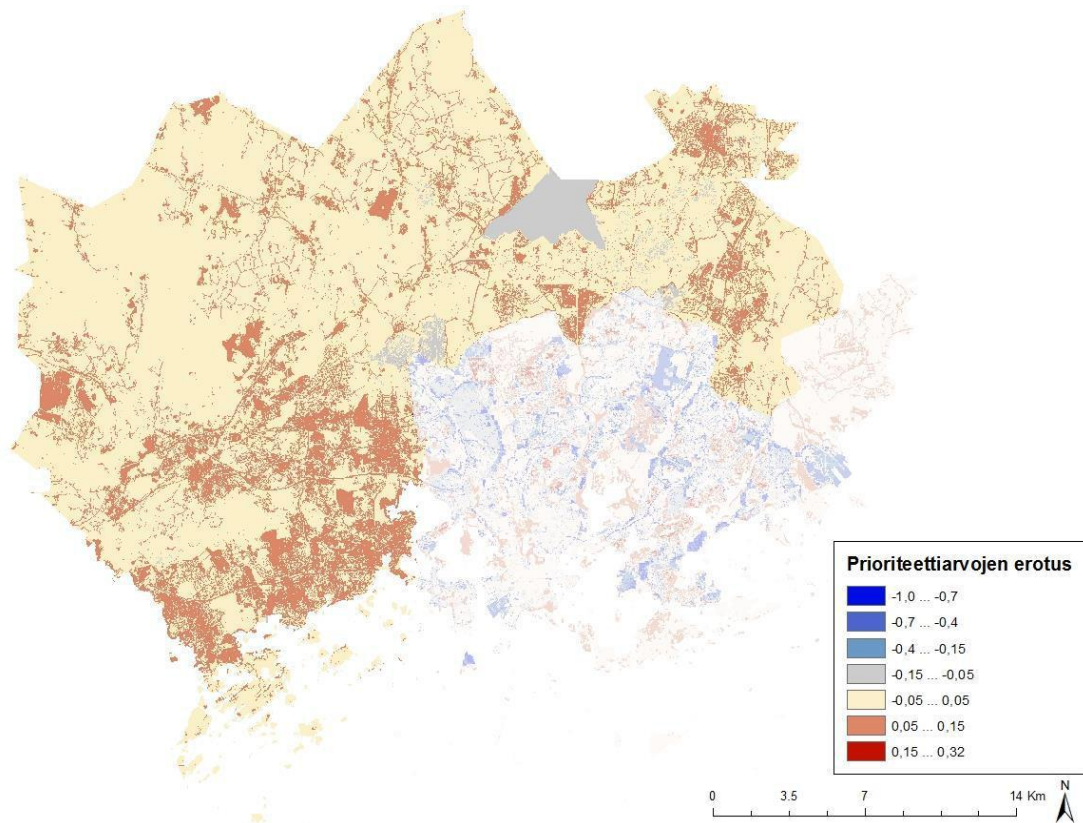 Prioriteettiarvojen erotus
-1,0 ... -0,7
-0,7 ... -0,4
-0,4 ... -0,15
-0,15 ... -0,05
-0,05 ... 0,05
0,05 ... 0,15
0,15 ... 0,32
0 3.5 7 14 Km
N